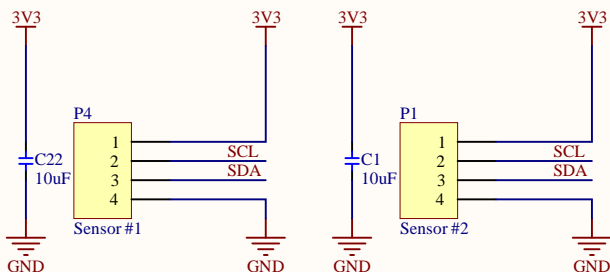 3V3 3V3 3V3 3V3
P4 P1
1 1
SCL SCL
C22 2 C1 2
SDA SDA
10uF 3 10uF 3
4 4
Sensor #1 Sensor #2
GND GND GND GND